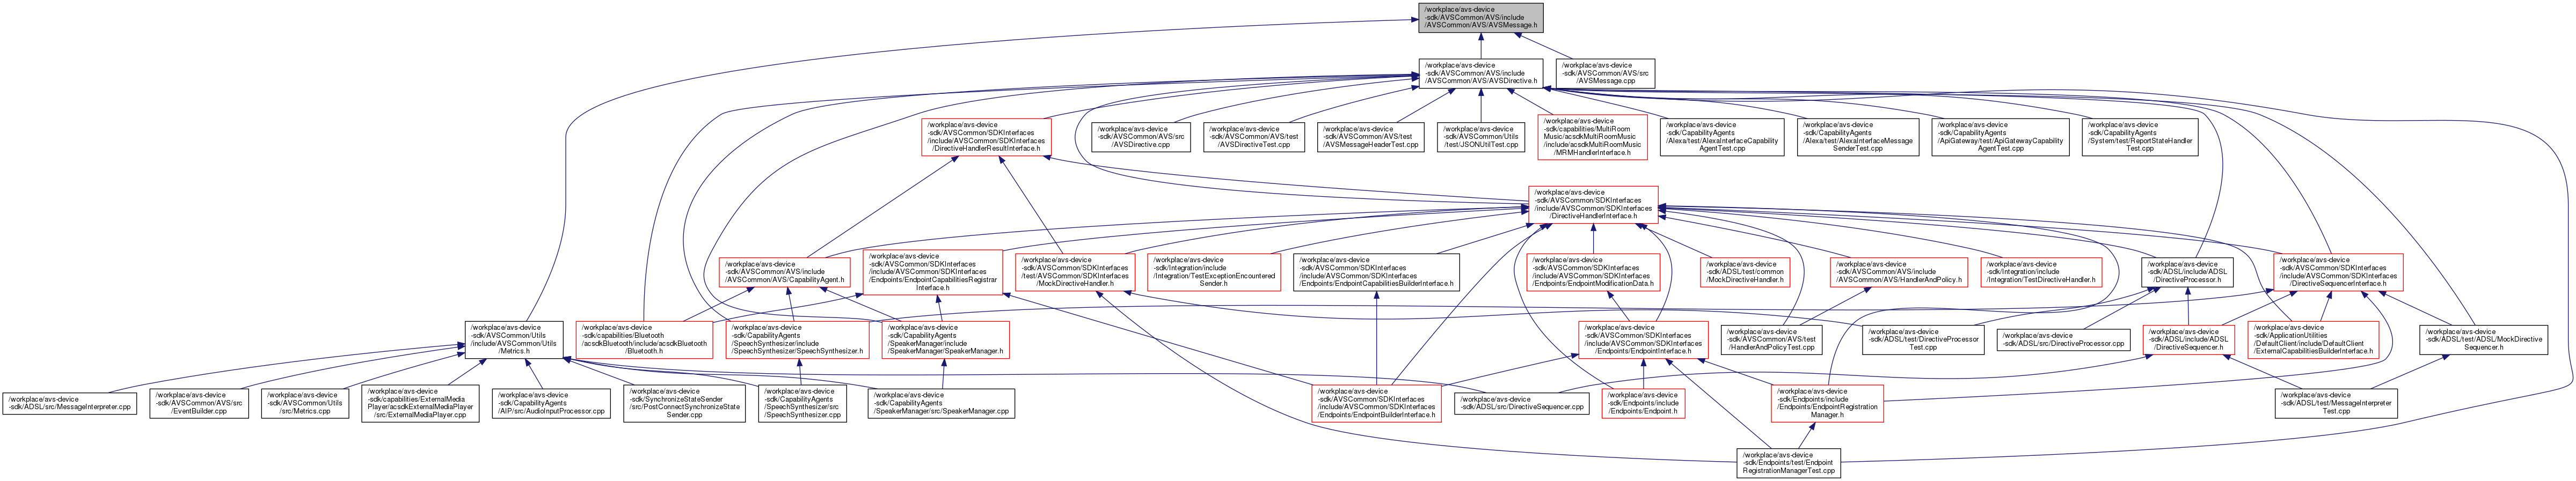 /workplace/avs-device
-sdk/AVSCommon/AVS/include
/AVSCommon/AVS/AVSMessage.h
/workplace/avs-device
-sdk/AVSCommon/AVS/include
/AVSCommon/AVS/AVSDirective.h
/workplace/avs-device
-sdk/AVSCommon/AVS/src
/AVSMessage.cpp
/workplace/avs-device
-sdk/AVSCommon/SDKInterfaces
/include/AVSCommon/SDKInterfaces
/DirectiveHandlerResultInterface.h
/workplace/avs-device
-sdk/AVSCommon/AVS/src
/AVSDirective.cpp
/workplace/avs-device
-sdk/AVSCommon/AVS/test
/AVSDirectiveTest.cpp
/workplace/avs-device
-sdk/AVSCommon/AVS/test
/AVSMessageHeaderTest.cpp
/workplace/avs-device
-sdk/AVSCommon/Utils
/test/JSONUtilTest.cpp
/workplace/avs-device
-sdk/capabilities/MultiRoom
Music/acsdkMultiRoomMusic
/include/acsdkMultiRoomMusic
/MRMHandlerInterface.h
/workplace/avs-device
-sdk/CapabilityAgents
/Alexa/test/AlexaInterfaceCapability
AgentTest.cpp
/workplace/avs-device
-sdk/CapabilityAgents
/Alexa/test/AlexaInterfaceMessage
SenderTest.cpp
/workplace/avs-device
-sdk/CapabilityAgents
/ApiGateway/test/ApiGatewayCapability
AgentTest.cpp
/workplace/avs-device
-sdk/CapabilityAgents
/System/test/ReportStateHandler
Test.cpp
/workplace/avs-device
-sdk/AVSCommon/SDKInterfaces
/include/AVSCommon/SDKInterfaces
/DirectiveHandlerInterface.h
/workplace/avs-device
-sdk/AVSCommon/AVS/include
/AVSCommon/AVS/CapabilityAgent.h
/workplace/avs-device
-sdk/AVSCommon/SDKInterfaces
/include/AVSCommon/SDKInterfaces
/Endpoints/EndpointCapabilitiesRegistrar
Interface.h
/workplace/avs-device
-sdk/AVSCommon/SDKInterfaces
/test/AVSCommon/SDKInterfaces
/MockDirectiveHandler.h
/workplace/avs-device
-sdk/Integration/include
/Integration/TestExceptionEncountered
Sender.h
/workplace/avs-device
-sdk/AVSCommon/SDKInterfaces
/include/AVSCommon/SDKInterfaces
/Endpoints/EndpointCapabilitiesBuilderInterface.h
/workplace/avs-device
-sdk/AVSCommon/SDKInterfaces
/include/AVSCommon/SDKInterfaces
/Endpoints/EndpointModificationData.h
/workplace/avs-device
-sdk/ADSL/test/common
/MockDirectiveHandler.h
/workplace/avs-device
-sdk/AVSCommon/AVS/include
/AVSCommon/AVS/HandlerAndPolicy.h
/workplace/avs-device
-sdk/Integration/include
/Integration/TestDirectiveHandler.h
/workplace/avs-device
-sdk/ADSL/include/ADSL
/DirectiveProcessor.h
/workplace/avs-device
-sdk/AVSCommon/SDKInterfaces
/include/AVSCommon/SDKInterfaces
/DirectiveSequencerInterface.h
/workplace/avs-device
-sdk/AVSCommon/Utils
/include/AVSCommon/Utils
/Metrics.h
/workplace/avs-device
-sdk/capabilities/Bluetooth
/acsdkBluetooth/include/acsdkBluetooth
/Bluetooth.h
/workplace/avs-device
-sdk/CapabilityAgents
/SpeechSynthesizer/include
/SpeechSynthesizer/SpeechSynthesizer.h
/workplace/avs-device
-sdk/CapabilityAgents
/SpeakerManager/include
/SpeakerManager/SpeakerManager.h
/workplace/avs-device
-sdk/AVSCommon/SDKInterfaces
/include/AVSCommon/SDKInterfaces
/Endpoints/EndpointInterface.h
/workplace/avs-device
-sdk/AVSCommon/AVS/test
/HandlerAndPolicyTest.cpp
/workplace/avs-device
-sdk/ADSL/test/DirectiveProcessor
Test.cpp
/workplace/avs-device
-sdk/ADSL/src/DirectiveProcessor.cpp
/workplace/avs-device
-sdk/ADSL/include/ADSL
/DirectiveSequencer.h
/workplace/avs-device
-sdk/ApplicationUtilities
/DefaultClient/include/DefaultClient
/ExternalCapabilitiesBuilderInterface.h
/workplace/avs-device
-sdk/ADSL/test/ADSL/MockDirective
Sequencer.h
/workplace/avs-device
-sdk/ADSL/src/MessageInterpreter.cpp
/workplace/avs-device
-sdk/AVSCommon/AVS/src
/EventBuilder.cpp
/workplace/avs-device
-sdk/AVSCommon/Utils
/src/Metrics.cpp
/workplace/avs-device
-sdk/capabilities/ExternalMedia
Player/acsdkExternalMediaPlayer
/src/ExternalMediaPlayer.cpp
/workplace/avs-device
-sdk/CapabilityAgents
/AIP/src/AudioInputProcessor.cpp
/workplace/avs-device
-sdk/SynchronizeStateSender
/src/PostConnectSynchronizeState
Sender.cpp
/workplace/avs-device
-sdk/CapabilityAgents
/SpeechSynthesizer/src
/SpeechSynthesizer.cpp
/workplace/avs-device
-sdk/CapabilityAgents
/SpeakerManager/src/SpeakerManager.cpp
/workplace/avs-device
-sdk/AVSCommon/SDKInterfaces
/include/AVSCommon/SDKInterfaces
/Endpoints/EndpointBuilderInterface.h
/workplace/avs-device
-sdk/ADSL/src/DirectiveSequencer.cpp
/workplace/avs-device
-sdk/Endpoints/include
/Endpoints/Endpoint.h
/workplace/avs-device
-sdk/Endpoints/include
/Endpoints/EndpointRegistration
Manager.h
/workplace/avs-device
-sdk/ADSL/test/MessageInterpreter
Test.cpp
/workplace/avs-device
-sdk/Endpoints/test/Endpoint
RegistrationManagerTest.cpp